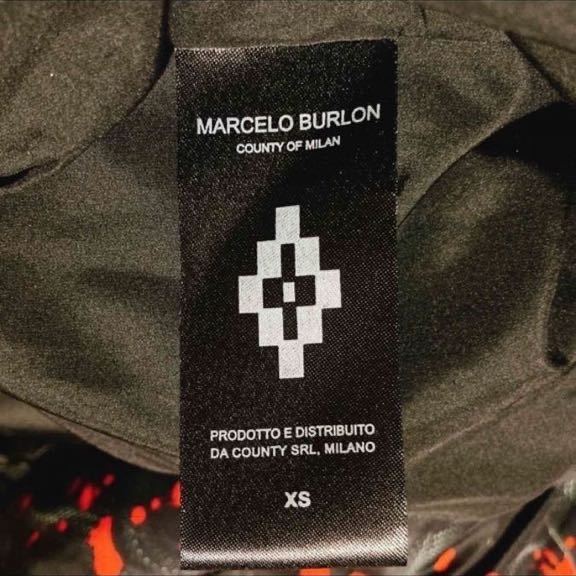 MARCELO BURLON
COUNTY OF MILAN
PRODOTTO E DISTRIBUITO
DA COUNTY SRL, MILANO
XS